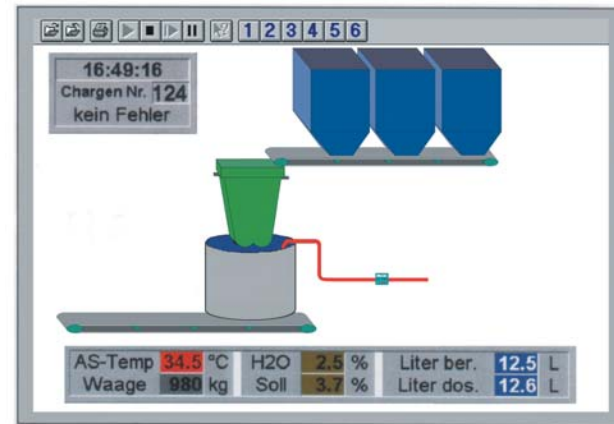 1 2 3 4 5 6
16:49:16
Chargen Nr. 124
kein Fehler
AS-Temp 34.5 °C H2O 2.5 % Liter ber. 12.5 L
Waage 980 kg Soll 3.7 % Liter dos. 12.6 L